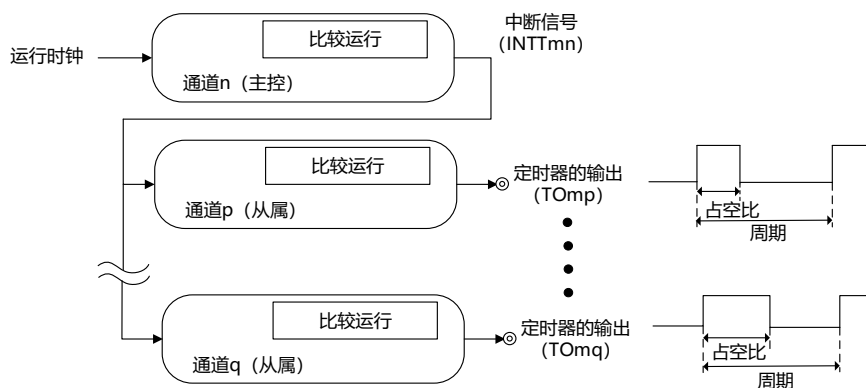 比较运行
中断信号
（INTTmn）
运行时钟
通道n（主控）
比较运行
定时器的输出
（TOmp）
通道p（从属）
占空比
周期
比较运行
定时器的输出
（TOmq）
通道q（从属）
占空比
周期